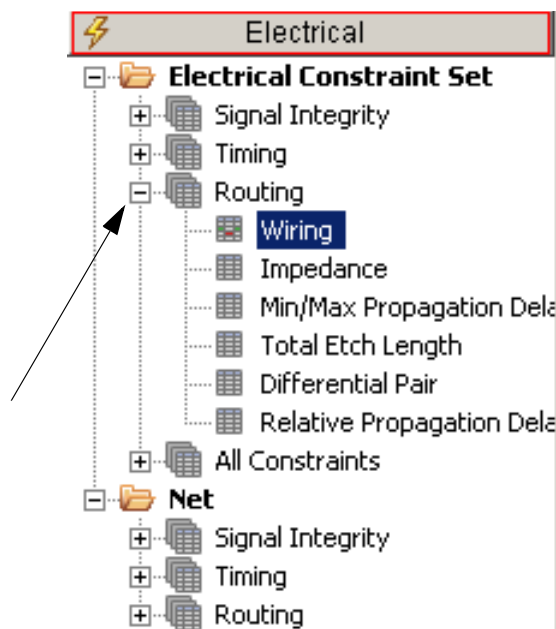 Electrical
Electrical Constraint Set
Signal Integrity
Timing
Routing
Wiring
Impedance
Min/Max Propagation Dela
Total Etch Length
Differential Pair
Relative Propagation Dela
All Constraints
Net
Signal Integrity
Timing
Routing